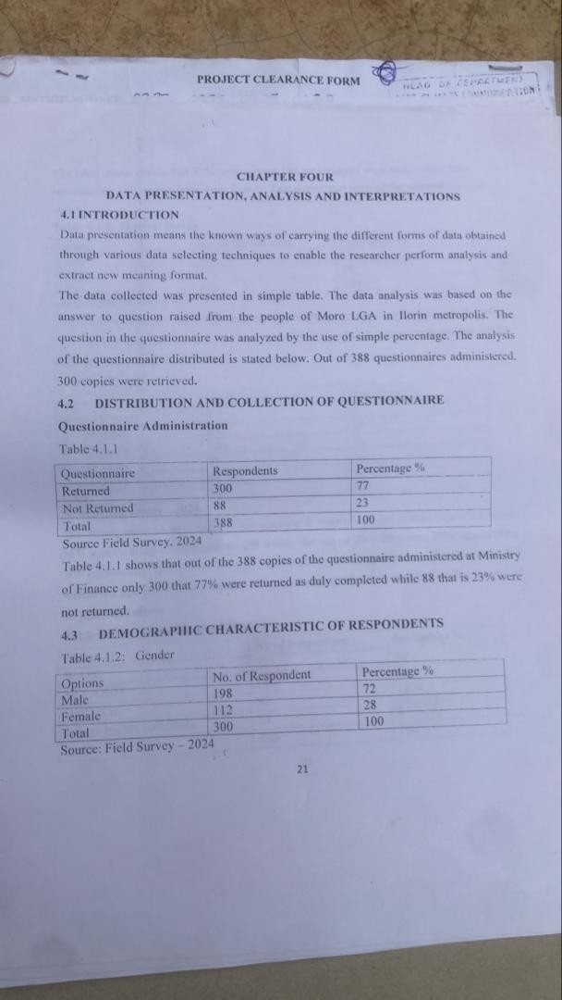 PROJECT CLEARANCE FORM
HEAD OF DEPARTMENT
CHAPTER FOUR
DATA PRESENTATION, ANALYSIS AND INTERPRETATIONS
4.1 INTRODUCTION
Data presentation means the known ways of carrying the different forms of data obtained
through various data selecting techniques to enable the researcher perform analysis and
extract new meaning format.
The data collected was presented in simple table. The data analysis was based on the
answer to question raised from the people of Moro LGA in Ilorin metropolis. The
question in the questionnaire was analyzed by the use of simple percentage. The analysis
of the questionnaire distributed is stated below. Out of 388 questionnaires administered,
300 copies were retrieved.
4.2 DISTRIBUTION AND COLLECTION OF QUESTIONNAIRE
Questionnaire Administration
Table 4.1.1
Questionnaire Respondents Percentage %
Returned 300 77
Not Returned 88 23
Total 388 100
Source Field Survey. 2024
Table 4.1.1 shows that out of the 388 copies of the questionnaire administered at Ministry
of Finance only 300 that 77% were returned as duly completed while 88 that is 23% were
not returned.
4.3 DEMOGRAPHIC CHARACTERISTIC OF RESPONDENTS
Table 4.1.2: Gender
Options No. of Respondent Percentage %
Male 198 72
Female 112 28
Total 300 100
Source: Field Survey – 2024
21